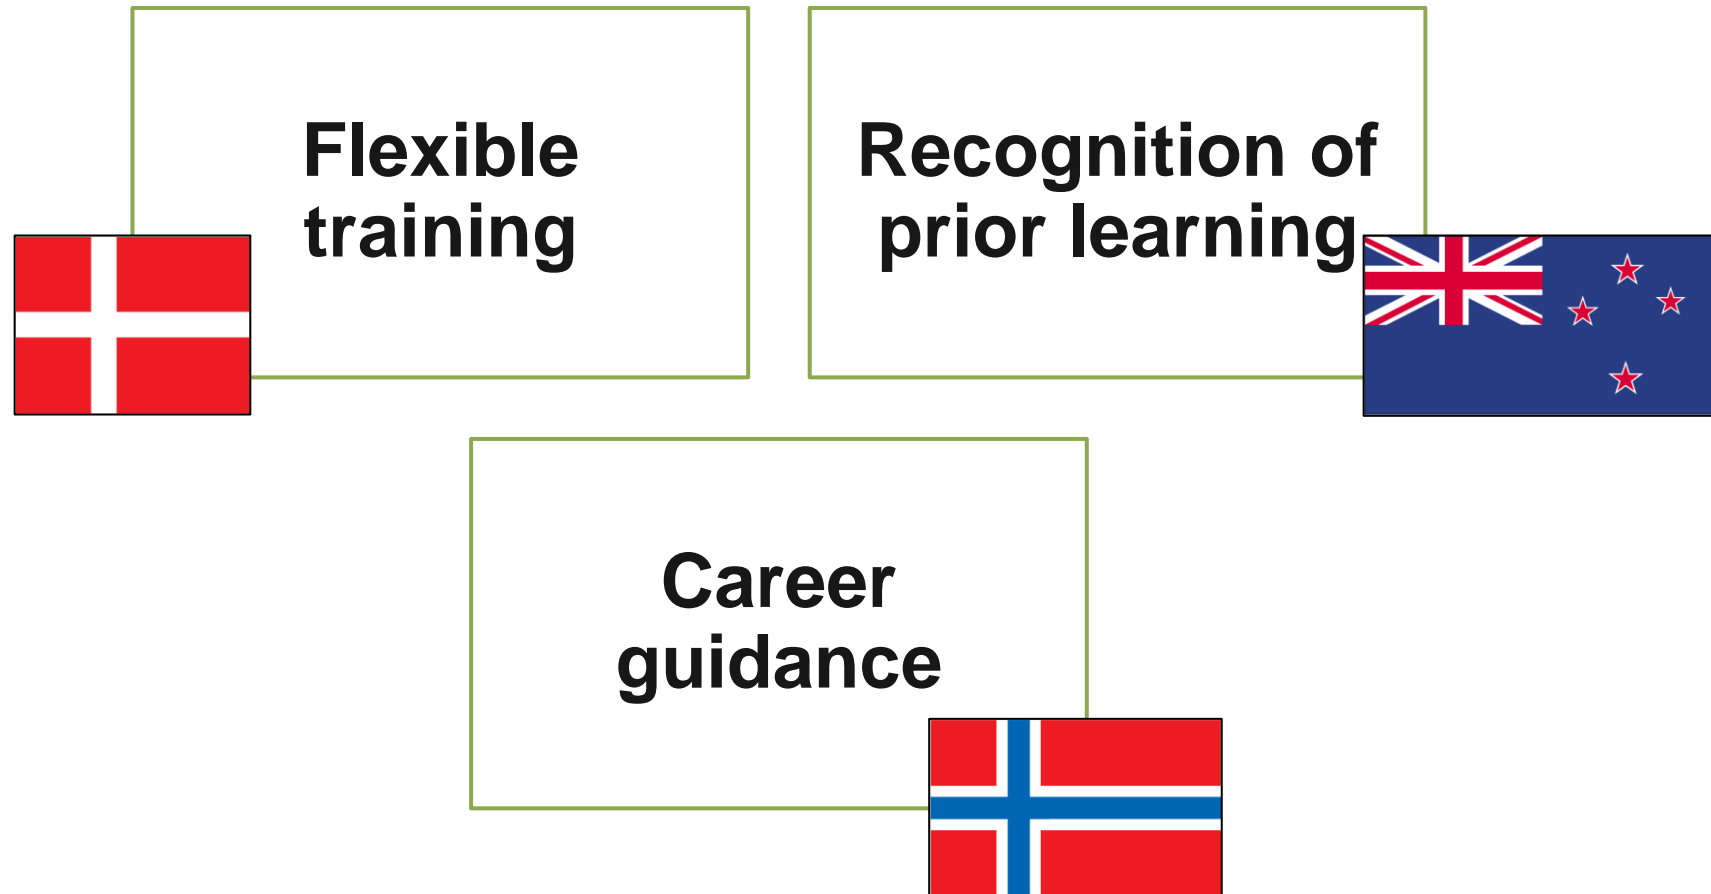 Flexible
training
Recognition of
prior learning
Career
guidance